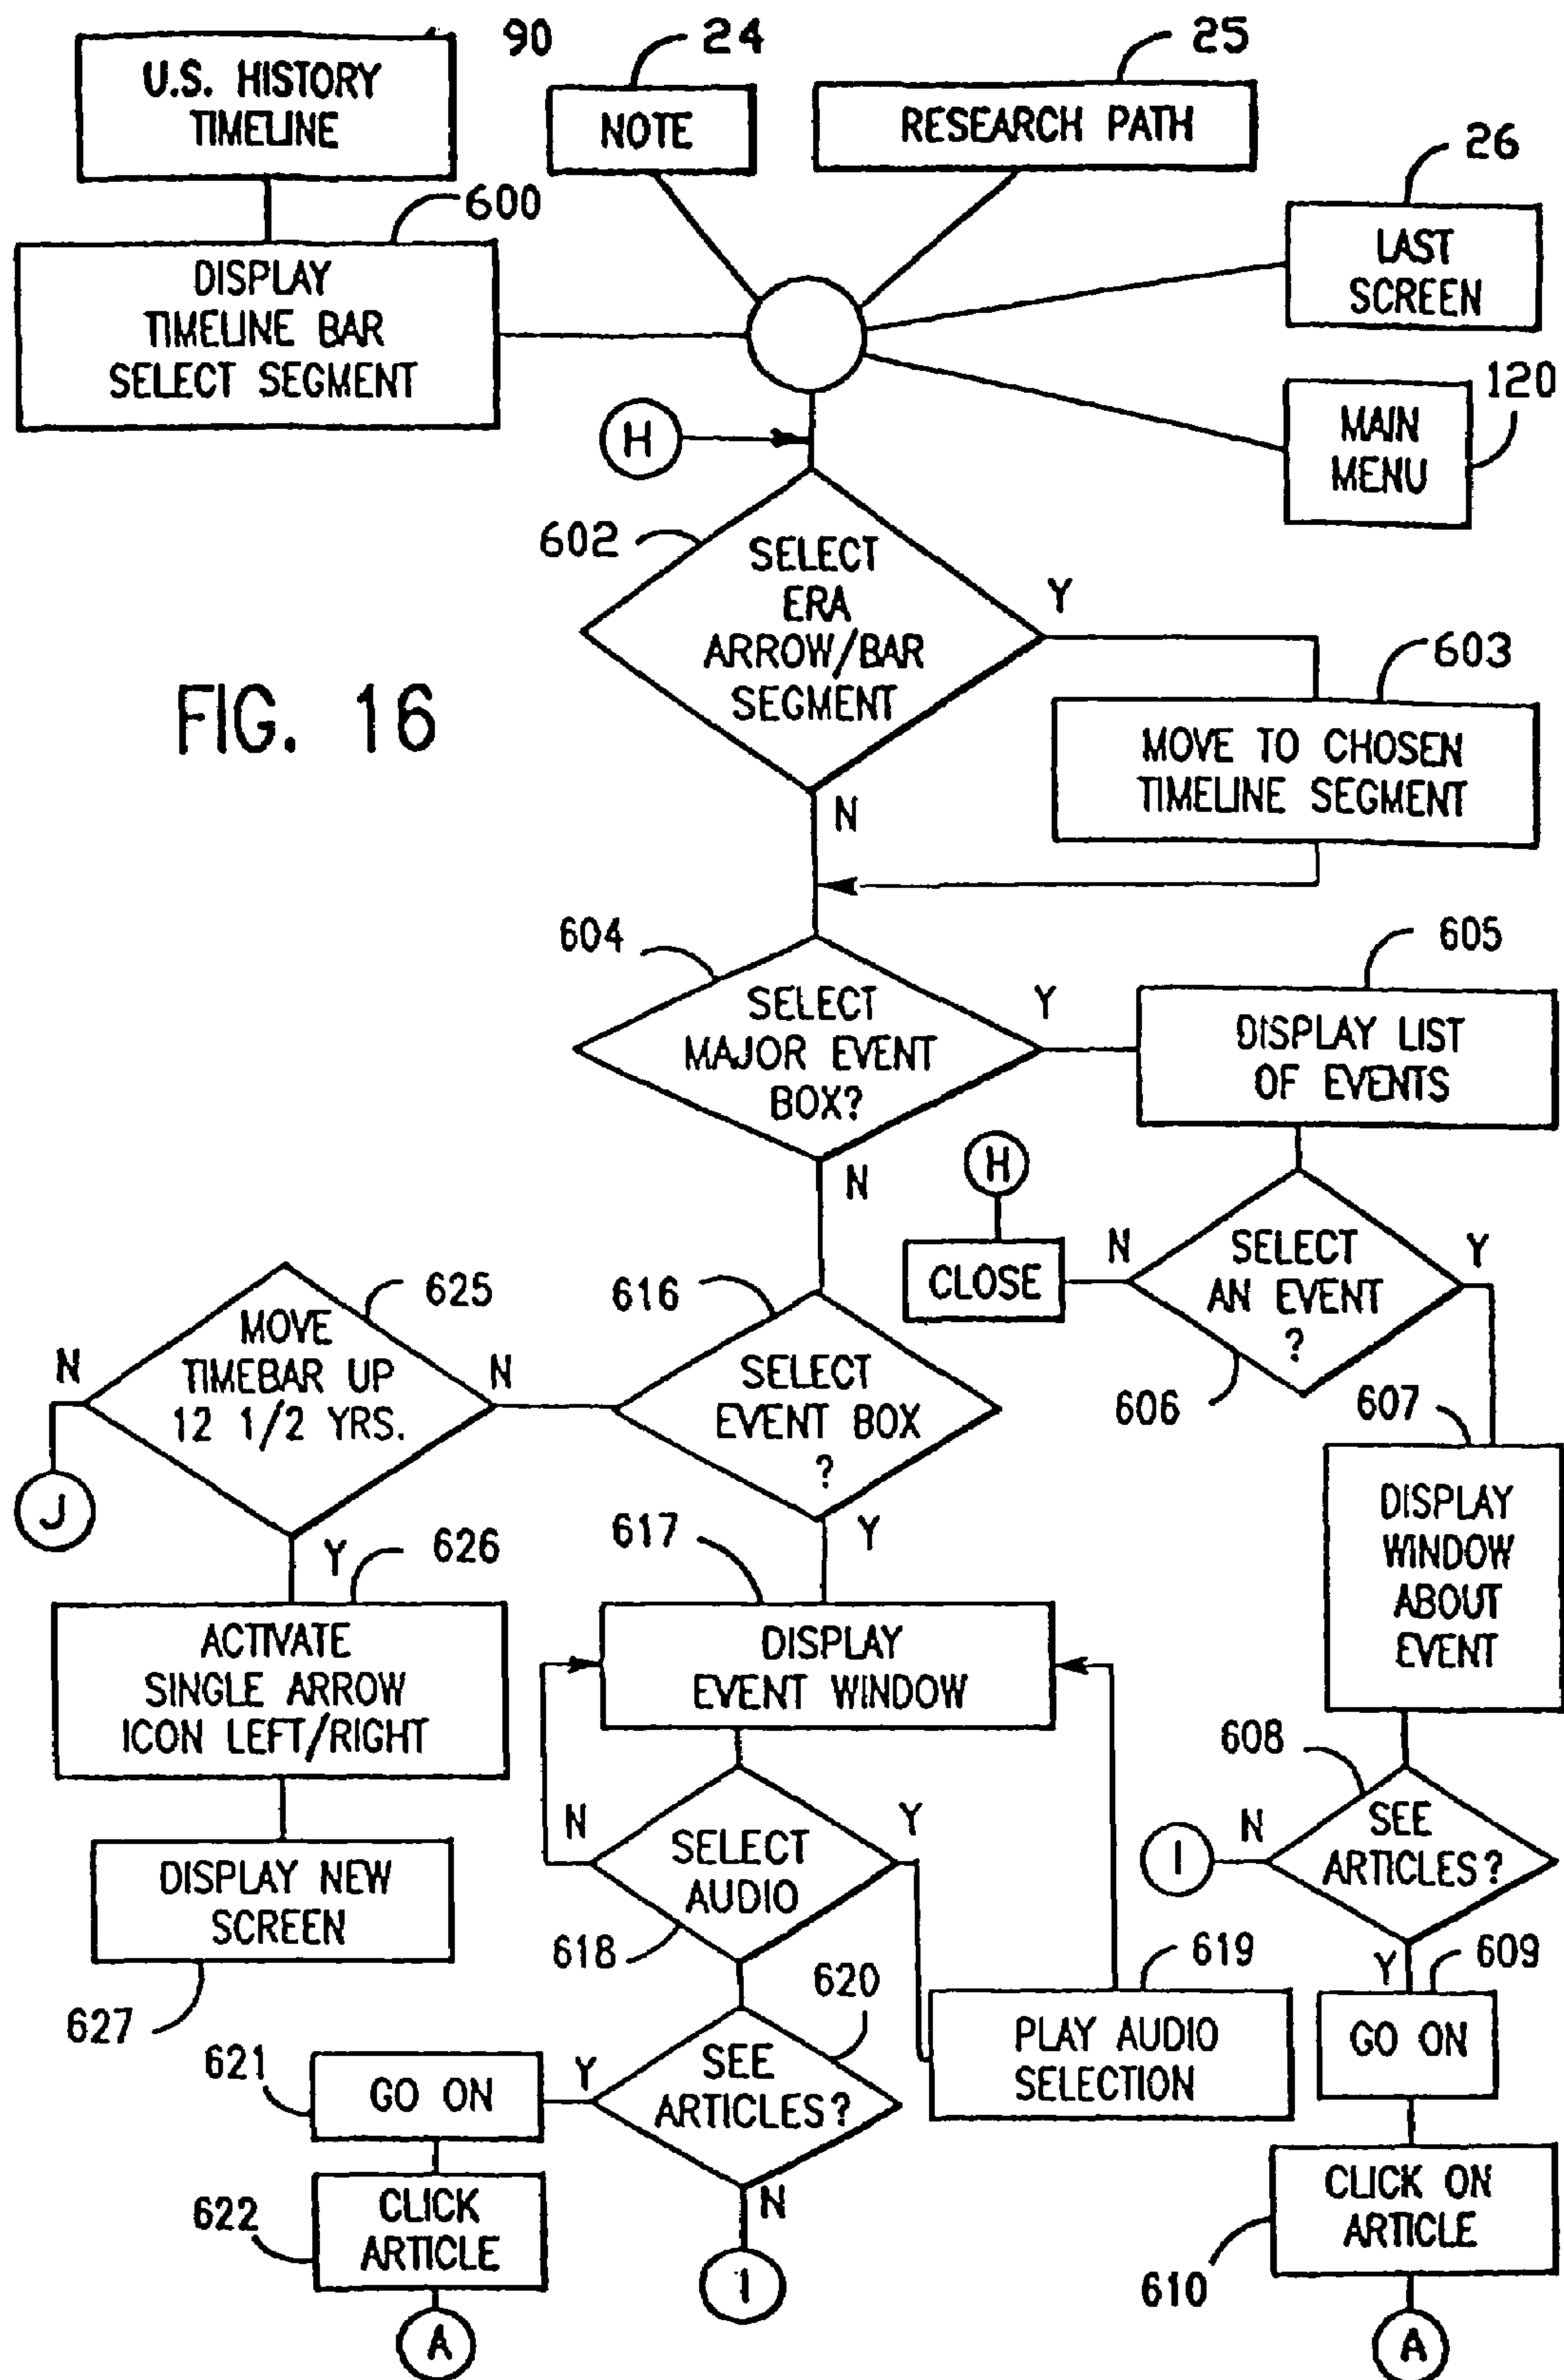 90
U.S. HISTORY
TIMELINE
24
NOTE
25
RESEARCH PATH
26
LAST
SCREEN
600
DISPLAY
TIMELINE BAR
SELECT SEGMENT
120
MAIN
MENU
H
602
SELECT
ERA
ARROW/BAR
SEGMENT
Y
N
603
MOVE TO CHOSEN
TIMELINE SEGMENT
FIG. 16
604
SELECT
MAJOR EVENT
BOX?
Y
N
605
DISPLAY LIST
OF EVENTS
H
CLOSE
N
SELECT
AN EVENT
?
Y
606
625
MOVE
TIMEBAR UP
12 1/2 YRS.
N
N
J
Y
616
SELECT
EVENT BOX
?
Y
607
DISPLAY
WINDOW
ABOUT
EVENT
626
ACTIVATE
SINGLE ARROW
ICON LEFT/RIGHT
617
DISPLAY
EVENT WINDOW
608
SEE
ARTICLES?
N
I
Y
DISPLAY NEW
SCREEN
627
N
SELECT
AUDIO
Y
618
619
PLAY AUDIO
SELECTION
609
GO ON
620
SEE
ARTICLES?
Y
N
621
GO ON
622
CLICK
ARTICLE
A
I
CLICK ON
ARTICLE
610
A